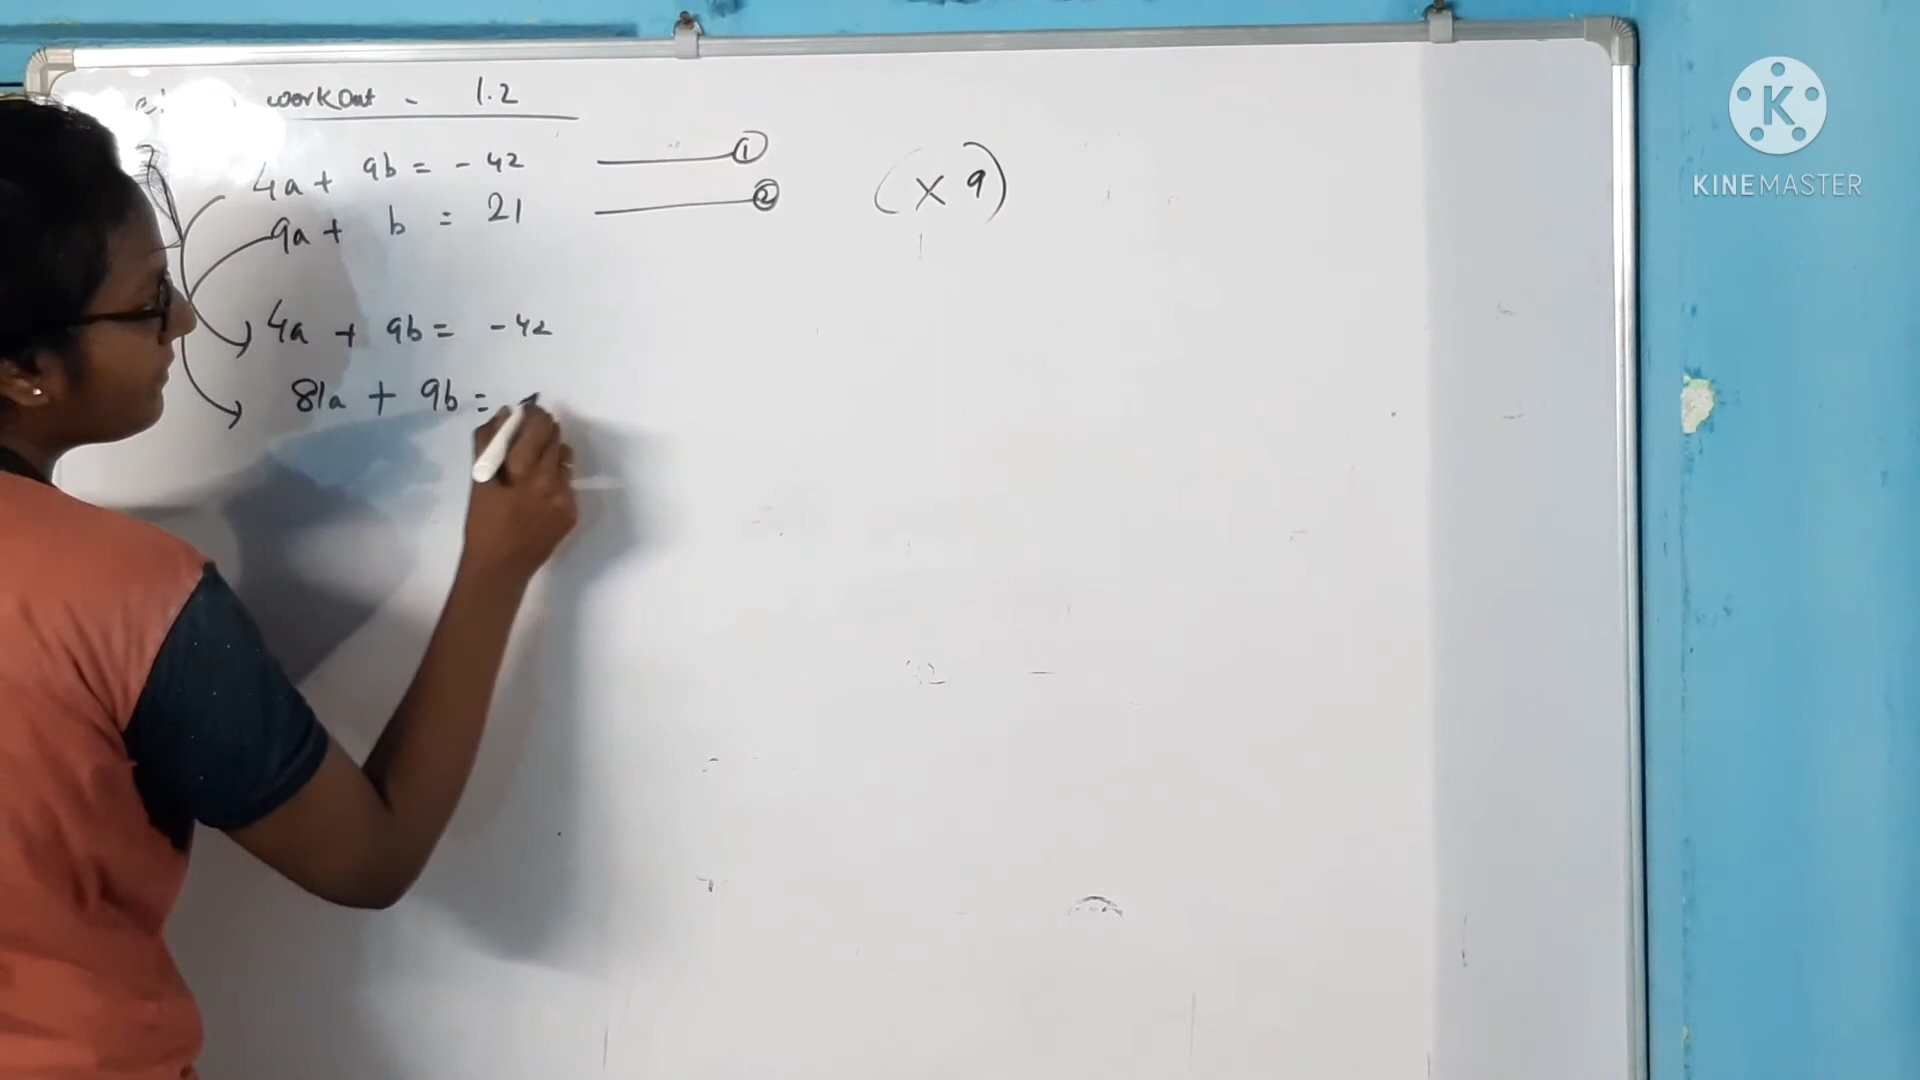 workout - 1.2
4a + 9b = - 42 ①
9a + b = 21 ② (× 9)
4a + 9b = - 42
81a + 9b =
K
KINEMASTER